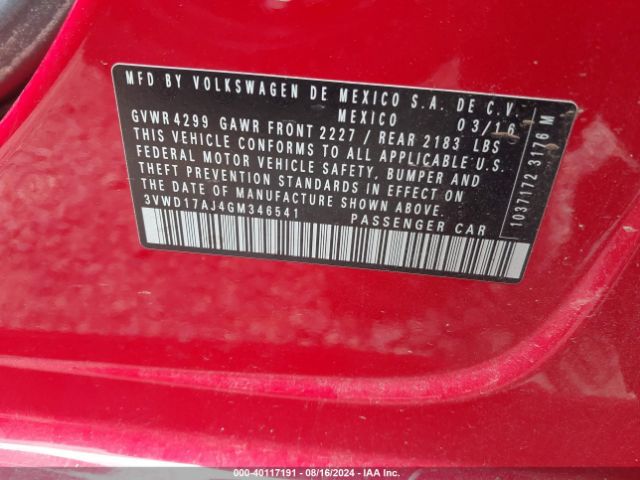 MFD BY VOLKSWAGEN DE MEXICO S.A. DE C.V.
MEXICO 03/16
GVWR 4299 GAWR FRONT 2227 / REAR 2183 LBS
THIS VEHICLE CONFORMS TO ALL APPLICABLE U.S.
FEDERAL MOTOR VEHICLE SAFETY, BUMPER AND
THEFT PREVENTION STANDARDS IN EFFECT ON
THE DATE OF MANUFACTURE SHOWN ABOVE.
3VWD17AJ4GM346541 PASSENGER CAR
1037172 3176 M
000-40117191 - 08/16/2024 - IAA Inc.